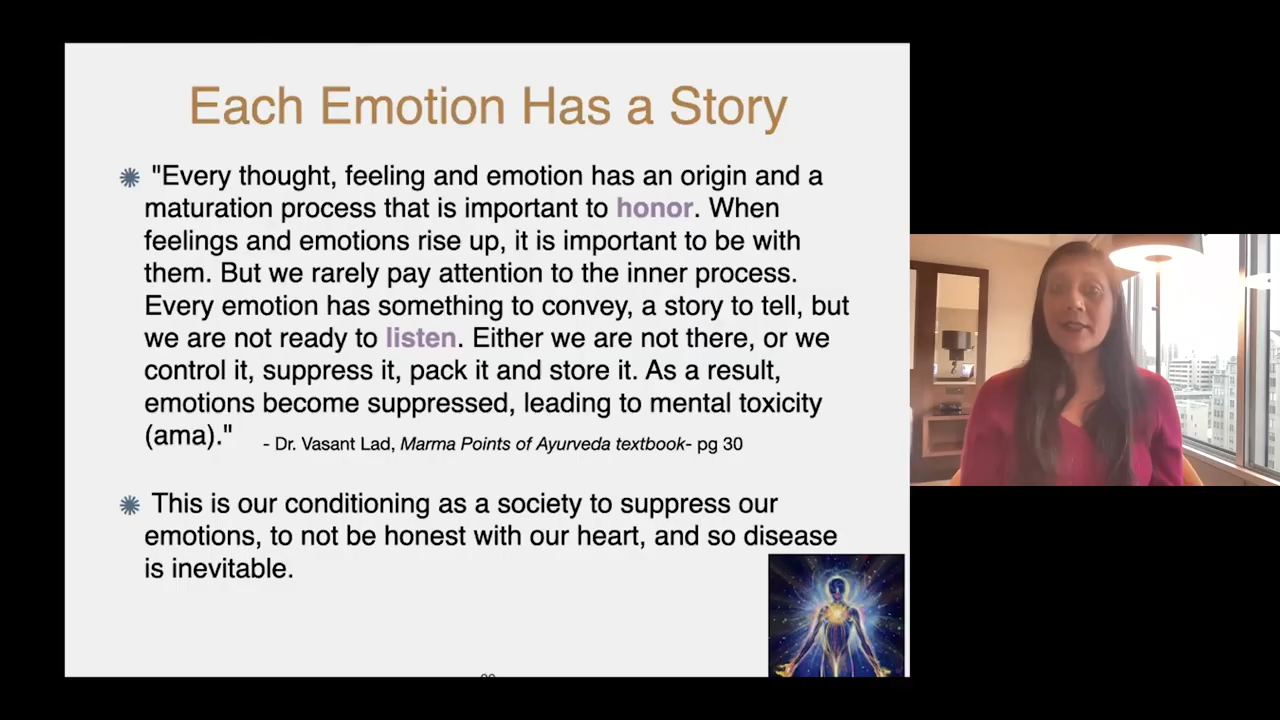 Each Emotion Has a Story
"Every thought, feeling and emotion has an origin and a
maturation process that is important to honor. When
feelings and emotions rise up, it is important to be with
them. But we rarely pay attention to the inner process.
Every emotion has something to convey, a story to tell, but
we are not ready to listen. Either we are not there, or we
control it, suppress it, pack it and store it. As a result,
emotions become suppressed, leading to mental toxicity
(ama)." - Dr. Vasant Lad, Marma Points of Ayurveda textbook- pg 30
This is our conditioning as a society to suppress our
emotions, to not be honest with our heart, and so disease
is inevitable.